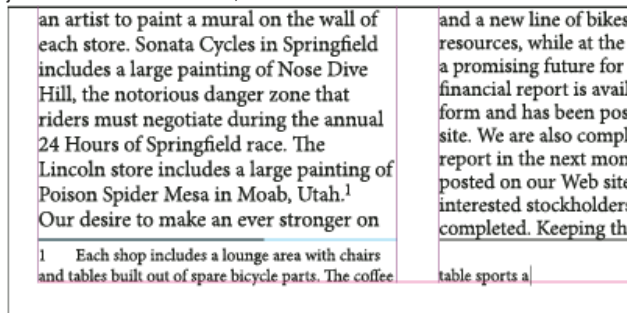 an artist to paint a mural on the wall of
each store. Sonata Cycles in Springfield
includes a large painting of Nose Dive
Hill, the notorious danger zone that
riders must negotiate during the annual
24 Hours of Springfield race. The
Lincoln store includes a large painting of
Poison Spider Mesa in Moab, Utah.1
Our desire to make an ever stronger on
1 Each shop includes a lounge area with chairs
and tables built out of spare bicycle parts. The coffee
and a new line of bikes
resources, while at the
a promising future for
financial report is avail
form and has been pos
site. We are also compl
report in the next mon
posted on our Web site
interested stockholder
completed. Keeping th
table sports a